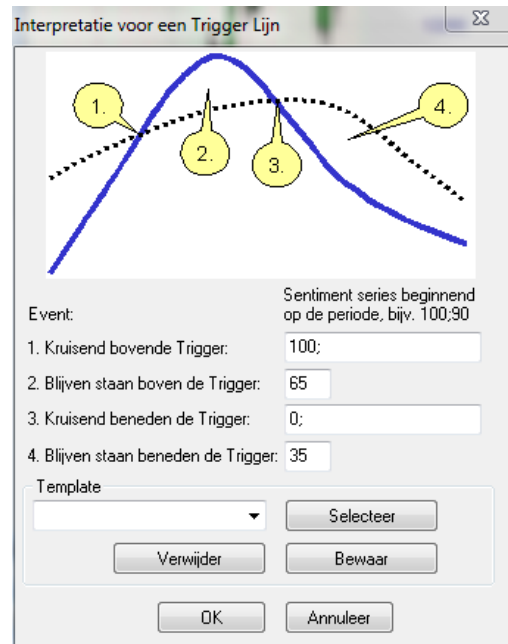 Interpretatie voor een Trigger Lijn
1.
2.
3.
4.
Sentiment series beginnend
op de periode, bijv. 100;90
Event:
1. Kruisend bovende Trigger:
100;
2. Blijven staan boven de Trigger:
65
3. Kruisend beneden de Trigger:
0;
4. Blijven staan beneden de Trigger:
35
Template
Selecteer
Verwijder
Bewaar
OK
Annuleer